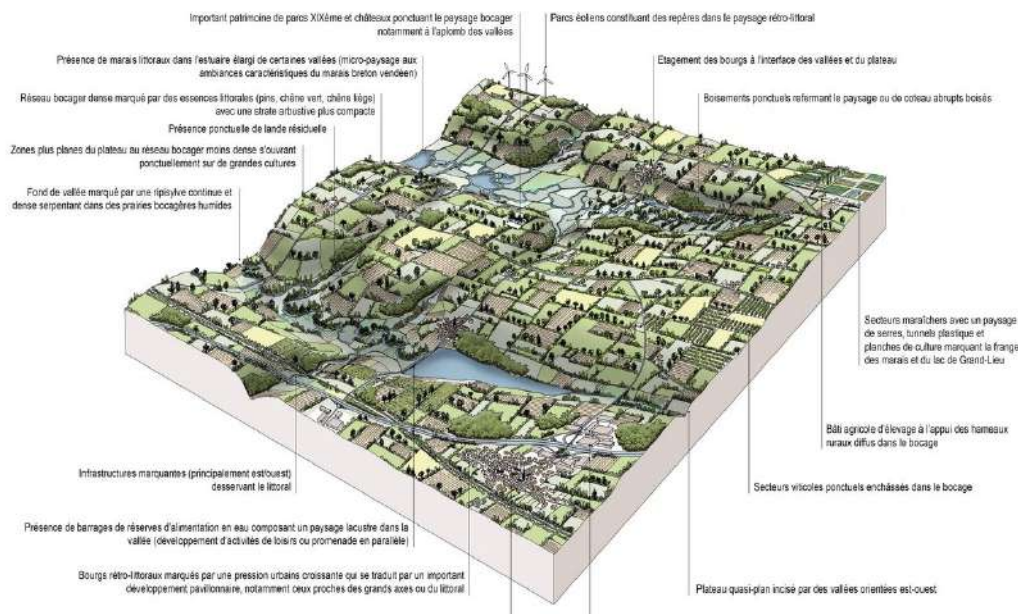 Important patrimoine de parcs XIXème et châteaux ponctuant le paysage bocager
notamment à l'aplomb des vallées
Parcs éoliens constituant des repères dans le paysage rétro-littoral
Présence de marais littoraux dans l'estuaire élargi de certaines vallées (micro-paysage aux
ambiances caractéristiques du marais breton vendéen)
Etagement des bourgs à l'interface des vallées et du plateau
Réseau bocager dense marqué par des essences littorales (pins, chêne vert, chêne liège)
avec une strate arbustive plus compacte
Boisements ponctuels refermant le paysage ou de coteau abrupts boisés
Présence ponctuelle de lande résiduelle
Zones plus planes du plateau au réseau bocager moins dense s'ouvrant
ponctuellement sur de grandes cultures
Fond de vallée marqué par une ripisylve continue et
dense serpentant dans des prairies bocagères humides
Secteurs maraîchers avec un paysage
de serres, tunnels plastique et
planches de culture marquant la frange
des marais et du lac de Grand-Lieu
Bâti agricole d'élevage à l'appui des hameaux
ruraux diffus dans le bocage
Infrastructures marquantes (principalement est/ouest)
desservant le littoral
Secteurs viticoles ponctuels enchâssés dans le bocage
Présence de barrages de réserves d'alimentation en eau composant un paysage lacustre dans la
vallée (développement d'activités de loisirs ou promenade en parallèle)
Bourgs rétro-littoraux marqués par une pression urbains croissante qui se traduit par un important
développement pavillonnaire, notamment ceux proches des grands axes ou du littoral
Plateau quasi-plan incisé par des vallées orientées est-ouest